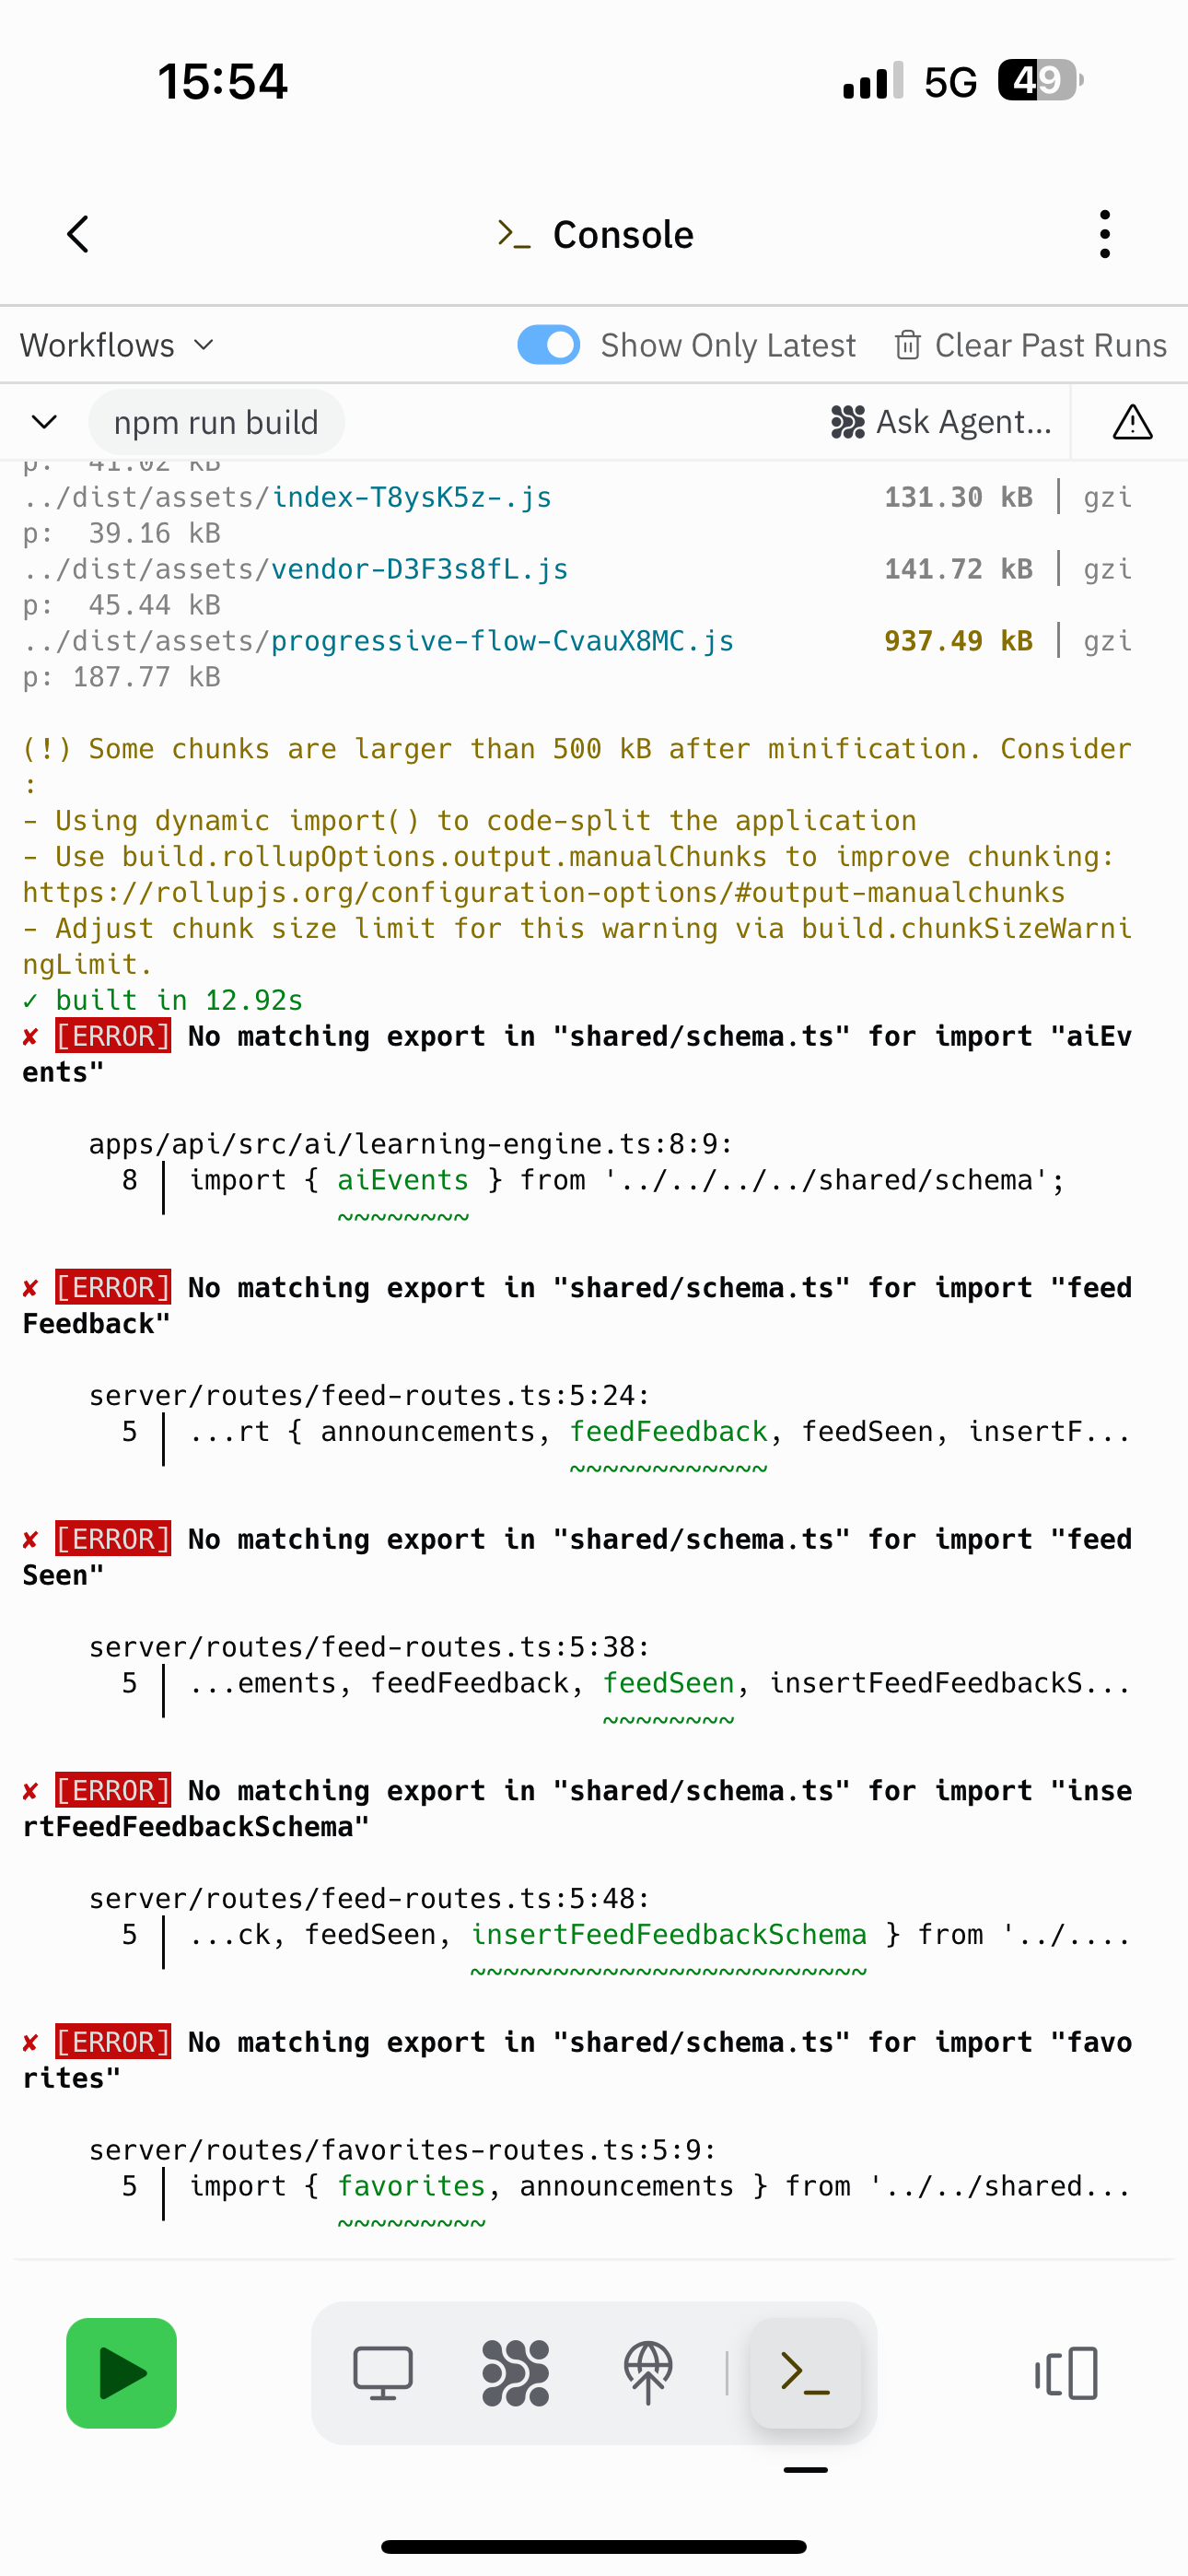 15:54
5G 49
>_ Console
Workflows
Show Only Latest
Clear Past Runs
npm run build
Ask Agent...
p:  41.02 kB
../dist/assets/index-T8ysK5z-.js 131.30 kB │ gzi
p:  39.16 kB
../dist/assets/vendor-D3F3s8fL.js 141.72 kB │ gzi
p:  45.44 kB
../dist/assets/progressive-flow-CvauX8MC.js 937.49 kB │ gzi
p: 187.77 kB
(!) Some chunks are larger than 500 kB after minification. Consider
:
- Using dynamic import() to code-split the application
- Use build.rollupOptions.output.manualChunks to improve chunking:
https://rollupjs.org/configuration-options/#output-manualchunks
- Adjust chunk size limit for this warning via build.chunkSizeWarni
ngLimit.
✓ built in 12.92s
✘ [ERROR] No matching export in "shared/schema.ts" for import "aiEv
ents"
apps/api/src/ai/learning-engine.ts:8:9:
8 │ import { aiEvents } from '../../../../shared/schema';
~~~~~~~~
✘ [ERROR] No matching export in "shared/schema.ts" for import "feed
Feedback"
server/routes/feed-routes.ts:5:24:
5 │ ...rt { announcements, feedFeedback, feedSeen, insertF...
~~~~~~~~~~~~
✘ [ERROR] No matching export in "shared/schema.ts" for import "feed
Seen"
server/routes/feed-routes.ts:5:38:
5 │ ...ements, feedFeedback, feedSeen, insertFeedFeedbackS...
~~~~~~~~
✘ [ERROR] No matching export in "shared/schema.ts" for import "inse
rtFeedFeedbackSchema"
server/routes/feed-routes.ts:5:48:
5 │ ...ck, feedSeen, insertFeedFeedbackSchema } from '../....
~~~~~~~~~~~~~~~~~~~~~~~~
✘ [ERROR] No matching export in "shared/schema.ts" for import "favo
rites"
server/routes/favorites-routes.ts:5:9:
5 │ import { favorites, announcements } from '../../shared...
~~~~~~~~~